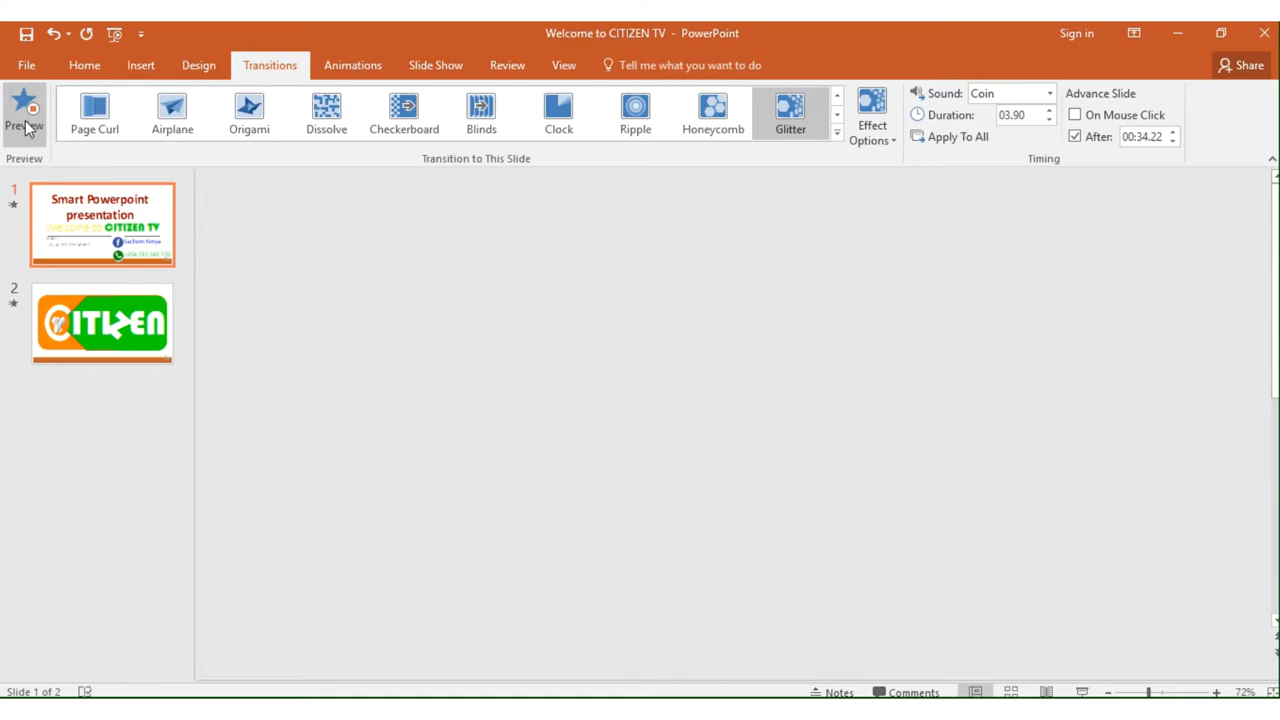 Welcome to CITIZEN TV - PowerPoint
Sign in
File Home Insert Design Transitions Animations Slide Show Review View Tell me what you want to do Share
Preview
Page Curl Airplane Origami Dissolve Checkerboard Blinds Clock Ripple Honeycomb Glitter
Effect Options
Sound: Coin
Duration: 03.90
Apply To All
Advance Slide
On Mouse Click
After: 00:34.22
Preview
Transition to This Slide
Timing
1
Smart Powerpoint
presentation
Welcome to CITIZEN TV
2
CITIZEN
Slide 1 of 2
Notes Comments 72%